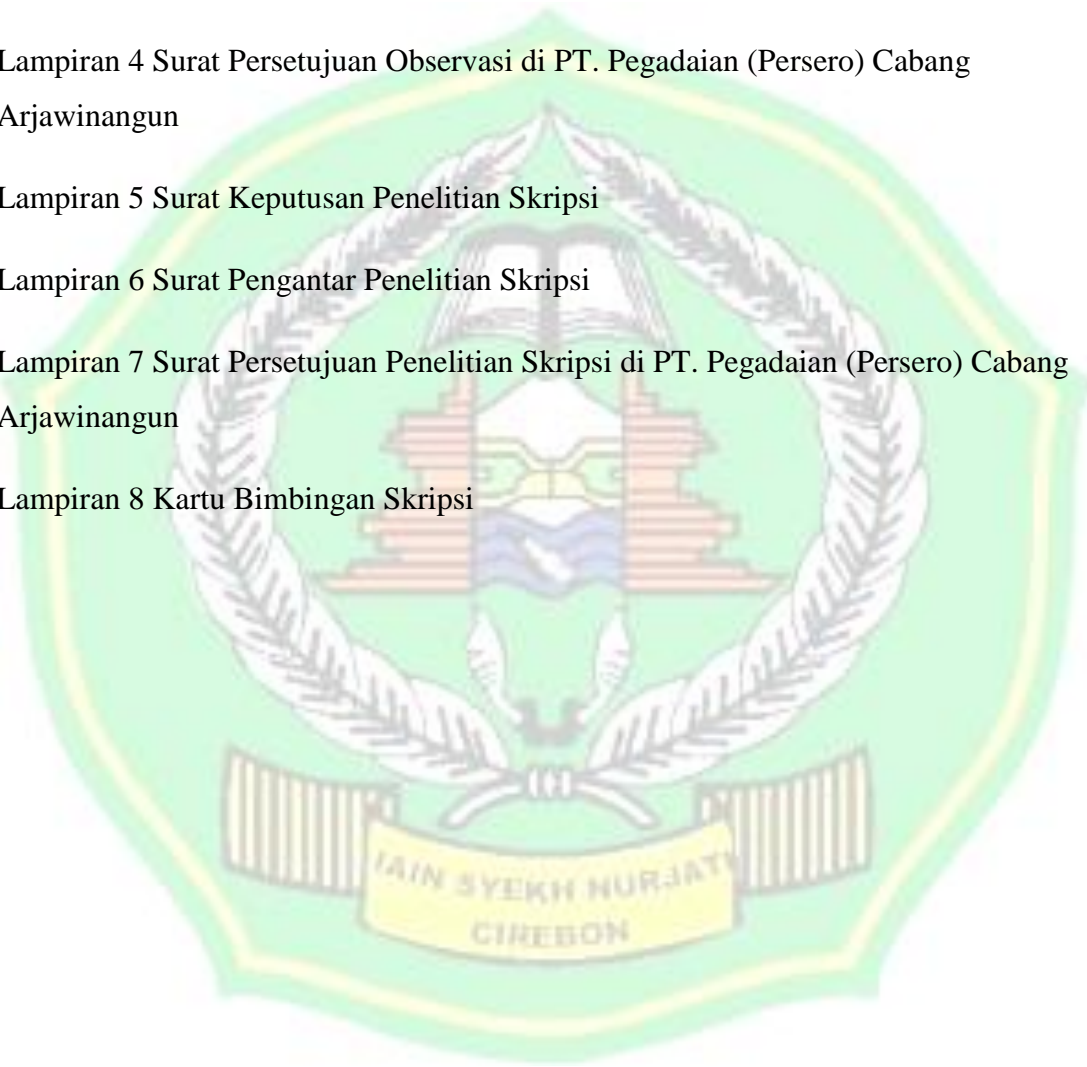 Lampiran 4 Surat Persetujuan Observasi di PT. Pegadaian (Persero) Cabang
Arjawinangun
Lampiran 5 Surat Keputusan Penelitian Skripsi
Lampiran 6 Surat Pengantar Penelitian Skripsi
Lampiran 7 Surat Persetujuan Penelitian Skripsi di PT. Pegadaian (Persero) Cabang
Arjawinangun
Lampiran 8 Kartu Bimbingan Skripsi
IAIN SYEKH NURJATI
CIREBON